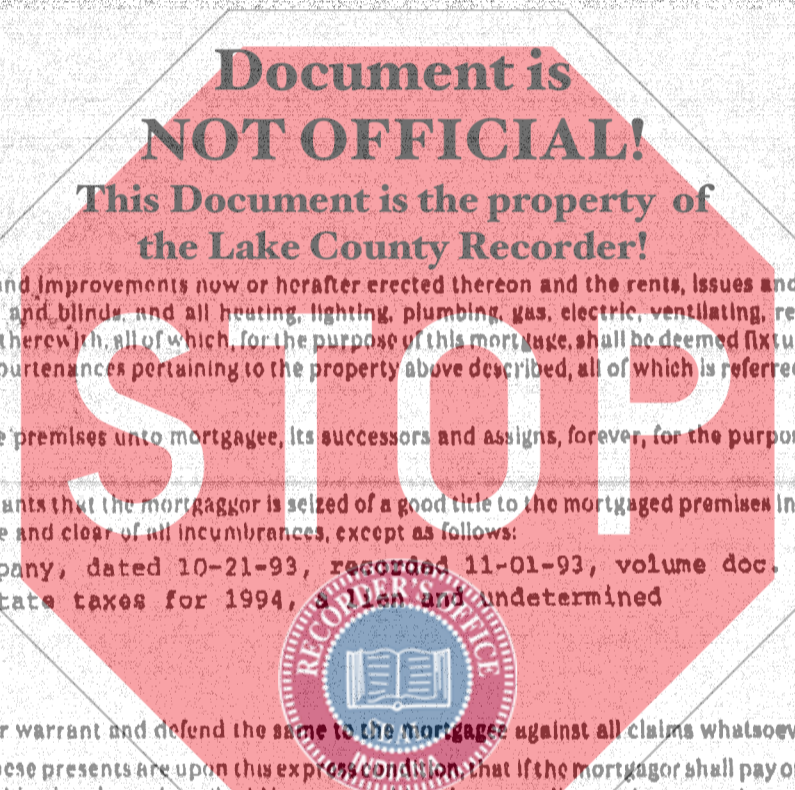 Document is
NOT OFFICIAL!
This Document is the property of
the Lake County Recorder!
nd improvements now or herafter erected thereon and the rents, issues and
and blinds, and all heating, lighting, plumbing, gas, electric, ventilating, re
therewith, all of which, for the purpose of this mortgage, shall be deemed fixtu
purtenances pertaining to the property above described, all of which is referred
STOP
e premises unto mortgagee, its successors and assigns, forever, for the purpo
ants that the mortgaggor is seized of a good title to the mortgaged premises in
e and clear of all incumbrances, except as follows:
pany, dated 10-21-93, recorded 11-01-93, volume doc.
tate taxes for 1994, a lien and undetermined
RECORDER'S OFFICE
r warrant and defend the same to the mortgagee against all claims whatsoev
ese presents are upon this express condition, that if the mortgagor shall pay o